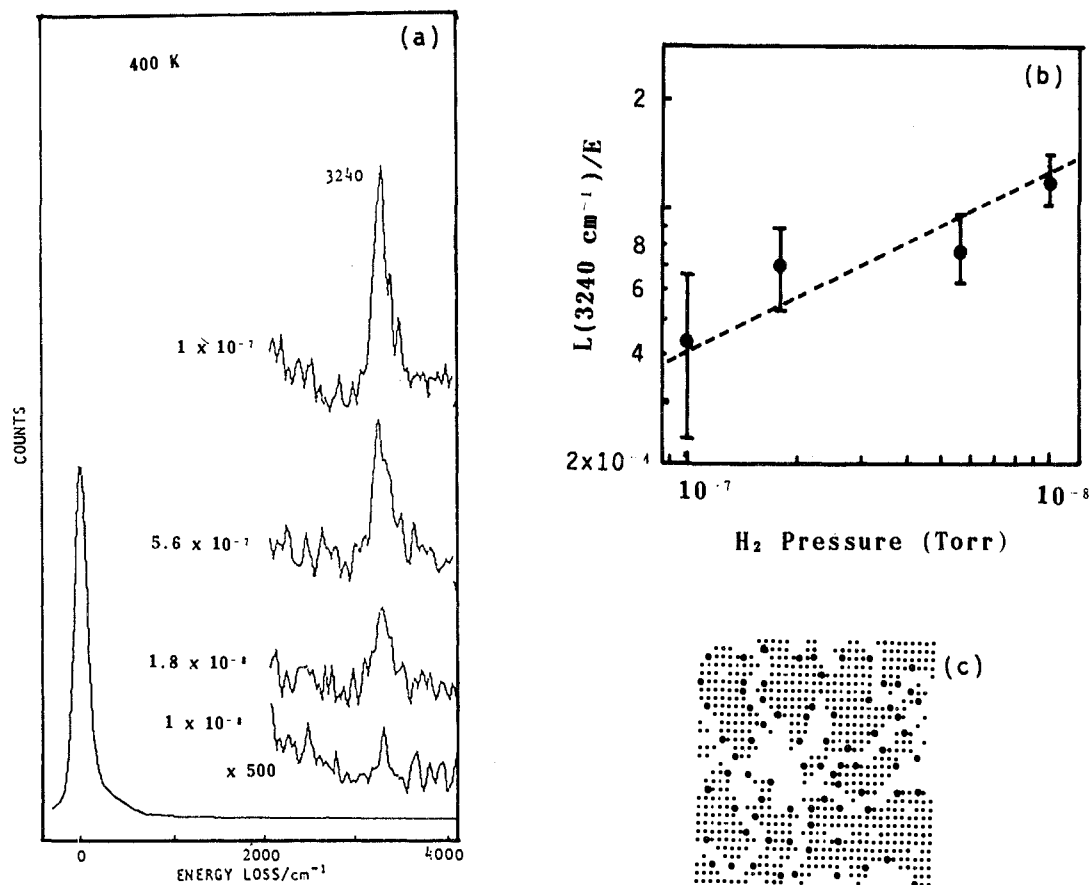 (a)
400 K
3240
1 x 10⁻⁷
5.6 x 10⁻⁷
1.8 x 10⁻⁸
1 x 10⁻⁸
x 500
COUNTS
0 2000 4000
ENERGY LOSS/cm⁻¹
(b)
L(3240 cm⁻¹)/E
2
8
6
4
2x10⁻⁴
10⁻⁷ 10⁻⁸
H₂ Pressure (Torr)
(c)